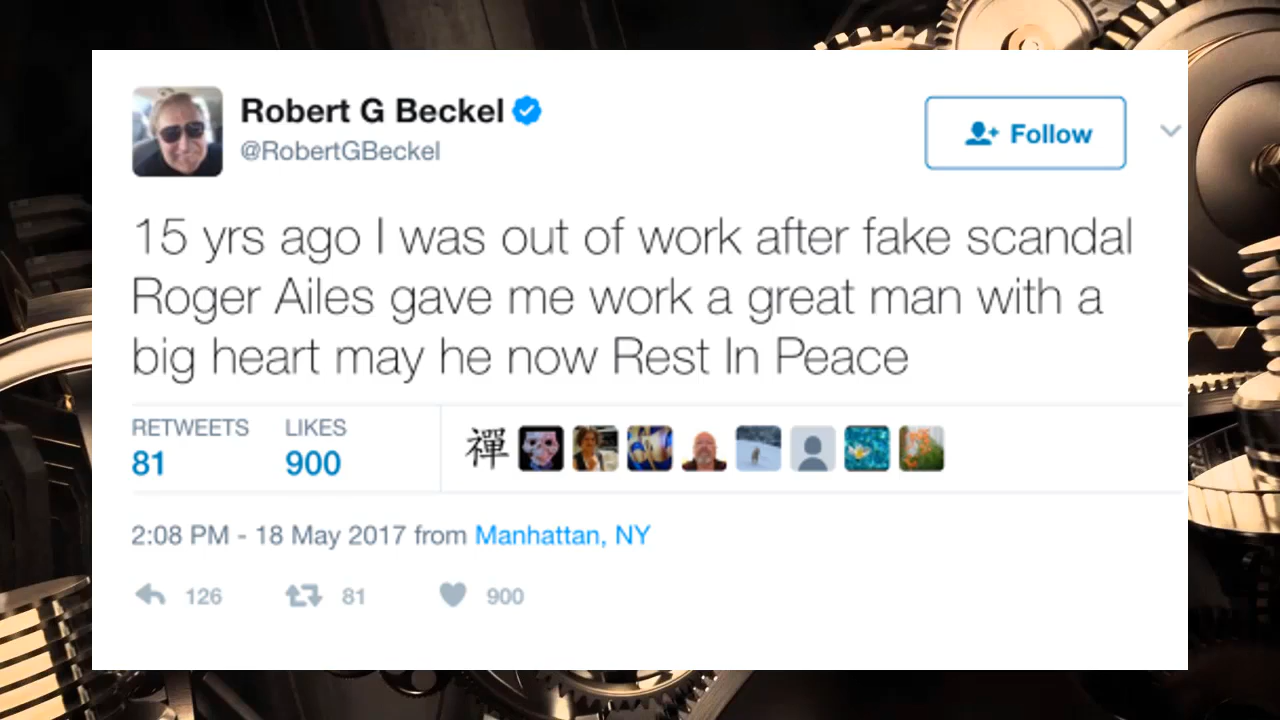 Robert G Beckel
@RobertGBeckel
Follow
15 yrs ago I was out of work after fake scandal
Roger Ailes gave me work a great man with a
big heart may he now Rest In Peace
RETWEETS LIKES
81 900
禪
2:08 PM - 18 May 2017 from Manhattan, NY
126 81 900